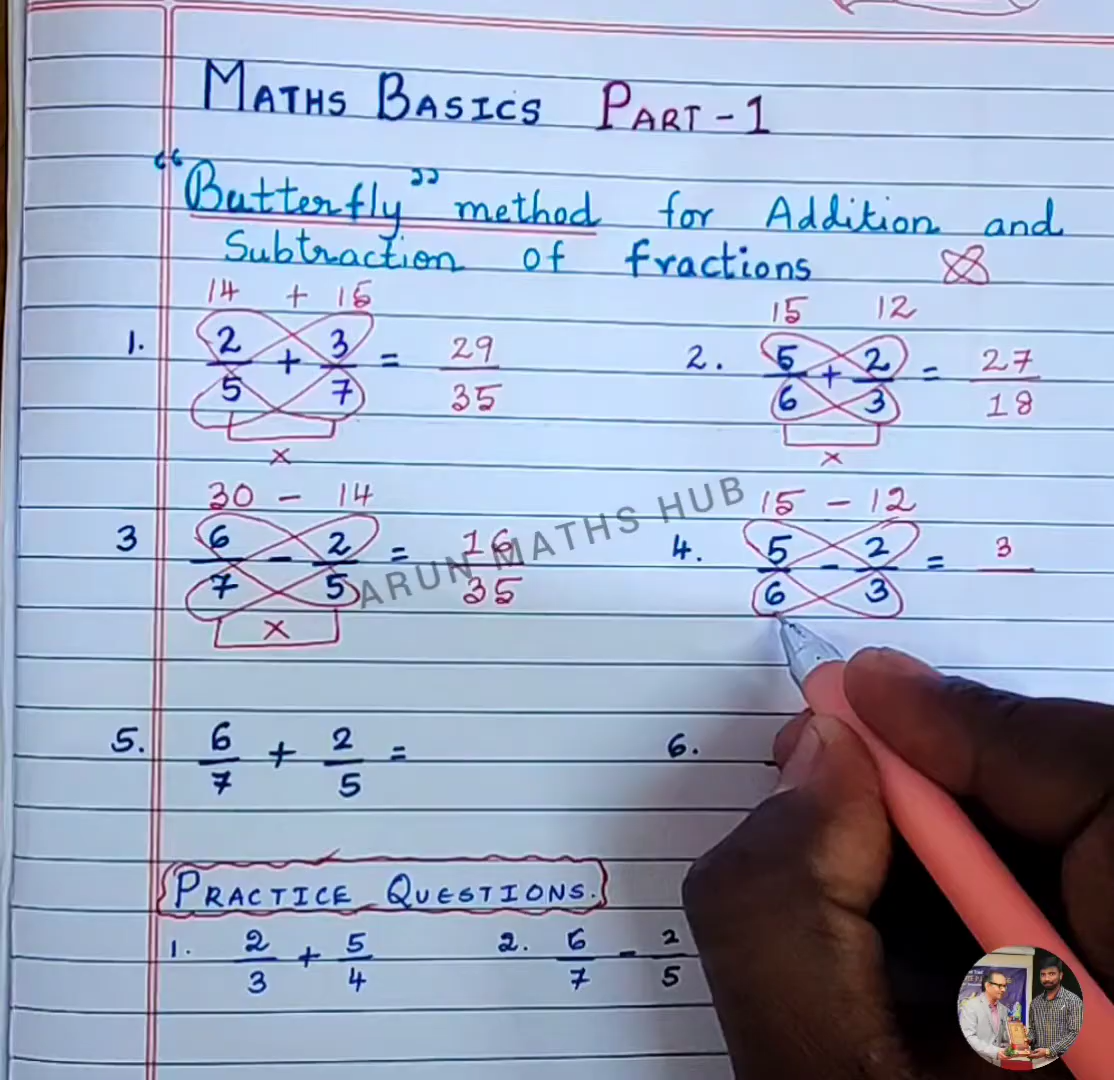 MATHS BASICS PART-1
"Butterfly" method for Addition and
Subtraction of fractions
14 + 15
1. 2/5 + 3/7 = 29/35
x
15 12
2. 5/6 + 2/3 = 27/18
x
30 - 14
3 6/7 - 2/5 = 16/35
x
15 - 12
4. 5/6 - 2/3 = 3
ARUN MATHS HUB
5. 6/7 + 2/5 =
6.
PRACTICE QUESTIONS.
1. 2/3 + 5/4
2. 6/7 - 2/5